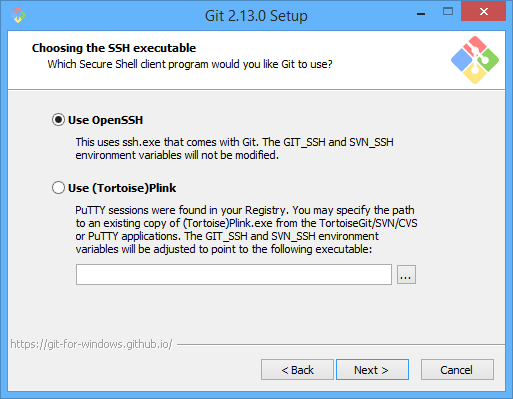 Git 2.13.0 Setup
Choosing the SSH executable
Which Secure Shell client program would you like Git to use?
Use OpenSSH
This uses ssh.exe that comes with Git. The GIT_SSH and SVN_SSH
environment variables will not be modified.
Use (Tortoise)Plink
PuTTY sessions were found in your Registry. You may specify the path
to an existing copy of (Tortoise)Plink.exe from the TortoiseGit/SVN/CVS
or PuTTY applications. The GIT_SSH and SVN_SSH environment
variables will be adjusted to point to the following executable:
...
https://git-for-windows.github.io/
< Back Next > Cancel